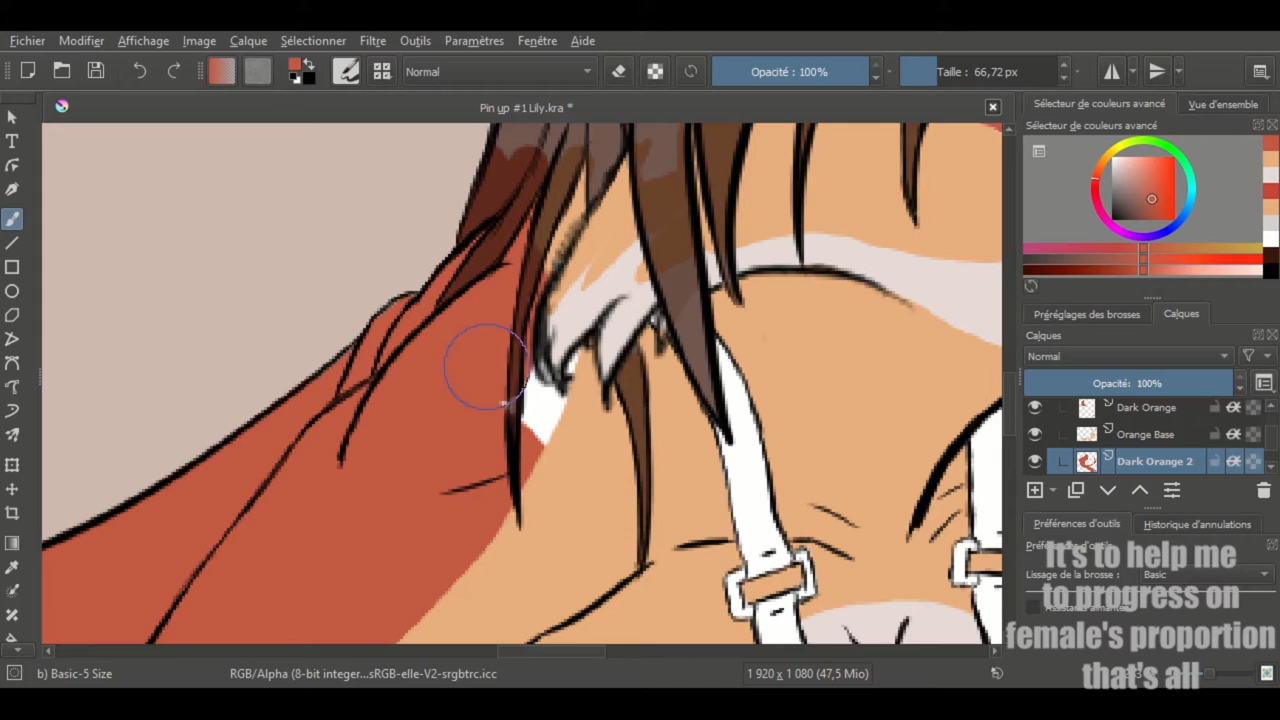 Fichier Modifier Affichage Image Calque Sélectionner Filtre Outils Paramètres Fenêtre Aide
Normal Opacité : 100% Taille : 66,72 px
Pin up #1 Lily.kra *
Sélecteur de couleurs avancé Vue d'ensemble
Sélecteur de couleurs avancé
Préréglages des brosses Calques
Calques
Normal
Opacité: 100%
Dark Orange
Orange Base
Dark Orange 2
Préférences d'outils Historique d'annulations
Préférences d'outils
Lissage de la brosse : Basic
It's to help me
to progress on
female's proportion
that's all
b) Basic-5 Size RGB/Alpha (8-bit integer...sRGB-elle-V2-srgbtrc.icc 1 920 x 1 080 (47,5 Mio)